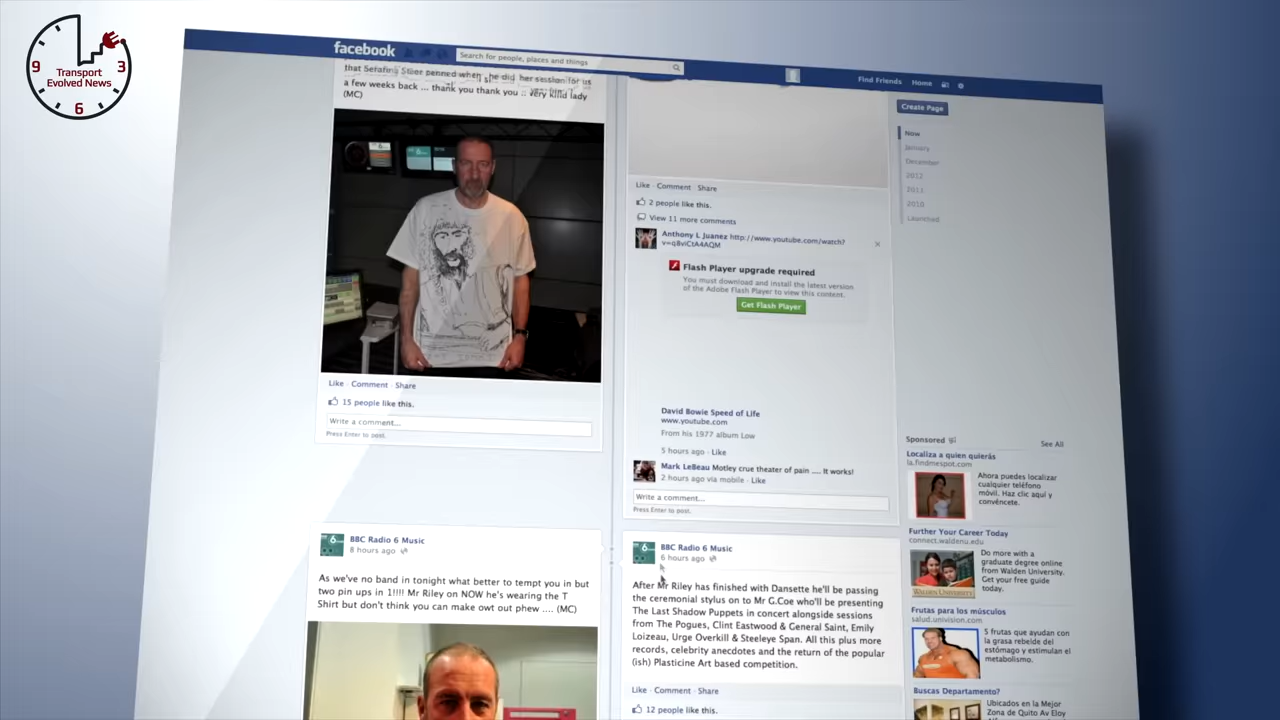 9
3
6
Transport
Evolved News
facebook
Search for people, places and things
Find Friends
Home
that Serafina Steer penned when she did her session for us
a few weeks back ... thank you thank you :: very kind lady
(MC)
Like · Comment · Share
15 people like this.
Write a comment...
Press Enter to post.
BBC Radio 6 Music
8 hours ago
As we've no band in tonight what better to tempt you in but
two pin ups in 1!!!! Mr Riley on NOW he's wearing the T
Shirt but don't think you can make owt out phew .... (MC)
Like · Comment · Share
2 people like this.
View 11 more comments
Anthony L Juanez http://www.youtube.com/watch?
v=q8viCtA4AQM
Flash Player upgrade required
You must download and install the latest version
of the Adobe Flash Player to view this content.
Get Flash Player
David Bowie Speed of Life
www.youtube.com
From his 1977 album Low
5 hours ago · Like
Mark LeBeau Motley crue theater of pain .... It works!
2 hours ago via mobile · Like
Write a comment...
Press Enter to post.
BBC Radio 6 Music
6 hours ago
After Mr Riley has finished with Dansette he'll be passing
the ceremonial stylus on to Mr G.Coe who'll be presenting
The Last Shadow Puppets in concert alongside sessions
from The Pogues, Clint Eastwood & General Saint, Emily
Loizeau, Urge Overkill & Steeleye Span. All this plus more
records, celebrity anecdotes and the return of the popular
(ish) Plasticine Art based competition.
Like · Comment · Share
12 people like this.
Create Page
Now
January
December
2012
2011
2010
Launched
Sponsored
See All
Localiza a quien quierás
la.findmespot.com
Ahora puedes localizar
cualquier teléfono
móvil. Haz clic aquí y
convéncete.
Further Your Career Today
connect.waldenu.edu
Do more with a
graduate degree online
from Walden University.
Get your free guide
today.
WALDEN UNIVERSITY
Frutas para los músculos
salud.univision.com
5 frutas que ayudan con
la grasa rebelde del
estómago y estimulan el
metabolismo.
Buscas Departamento?
Ubicados en la Mejor
Zona de Quito Av Eloy